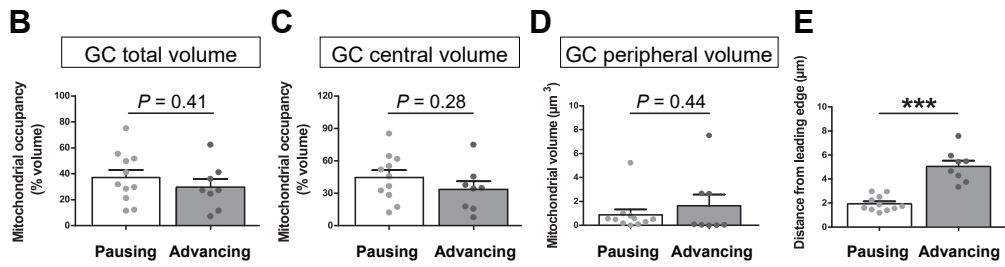 B
GC total volume
Mitochondrial occupancy
(% volume)
100
80
60
40
20
0
P = 0.41
Pausing Advancing
C
GC central volume
Mitochondrial occupancy
(% volume)
120
90
60
30
0
P = 0.28
Pausing Advancing
D
GC peripheral volume
Mitochondrial volume (µm ³)
10
8
6
4
2
0
P = 0.44
Pausing Advancing
E
Distance from leading edge (µm)
10
8
6
4
2
0
***
Pausing Advancing